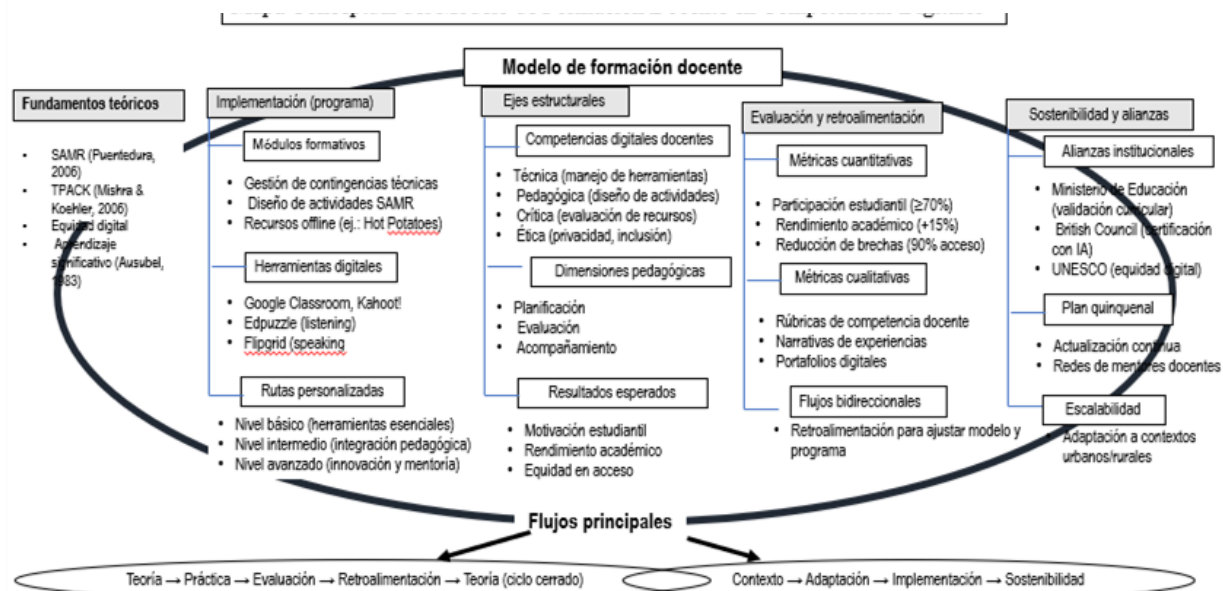 Modelo de formación docente
Fundamentos teóricos
SAMR (Puentedura,
2006)
TPACK (Mishra &
Koehler, 2006)
Equidad digital
Aprendizaje
significativo (Ausubel,
1983)
Implementación (programa)
Módulos formativos
Gestión de contingencias técnicas
Diseño de actividades SAMR
Recursos offline (ej.: Hot Potatoes)
Herramientas digitales
Google Classroom, Kahoot!
Edpuzzle (listening)
Flipgrid (speaking
Rutas personalizadas
Nivel básico (herramientas esenciales)
Nivel intermedio (integración pedagógica)
Nivel avanzado (innovación y mentoría)
Ejes estructurales
Competencias digitales docentes
Técnica (manejo de herramientas)
Pedagógica (diseño de actividades)
Crítica (evaluación de recursos)
Ética (privacidad, inclusión)
Dimensiones pedagógicas
Planificación
Evaluación
Acompañamiento
Resultados esperados
Motivación estudiantil
Rendimiento académico
Equidad en acceso
Evaluación y retroalimentación
Métricas cuantitativas
Participación estudiantil (≥70%)
Rendimiento académico (+15%)
Reducción de brechas (90% acceso)
Métricas cualitativas
Rúbricas de competencia docente
Narrativas de experiencias
Portafolios digitales
Flujos bidireccionales
Retroalimentación para ajustar modelo y
programa
Sostenibilidad y alianzas
Alianzas institucionales
Ministerio de Educación
(validación curricular)
British Council (certificación
con IA)
UNESCO (equidad digital)
Plan quinquenal
Actualización continua
Redes de mentores docentes
Escalabilidad
Adaptación a contextos
urbanos/rurales
Flujos principales
Teoría → Práctica → Evaluación → Retroalimentación → Teoría (ciclo cerrado)
Contexto → Adaptación → Implementación → Sostenibilidad